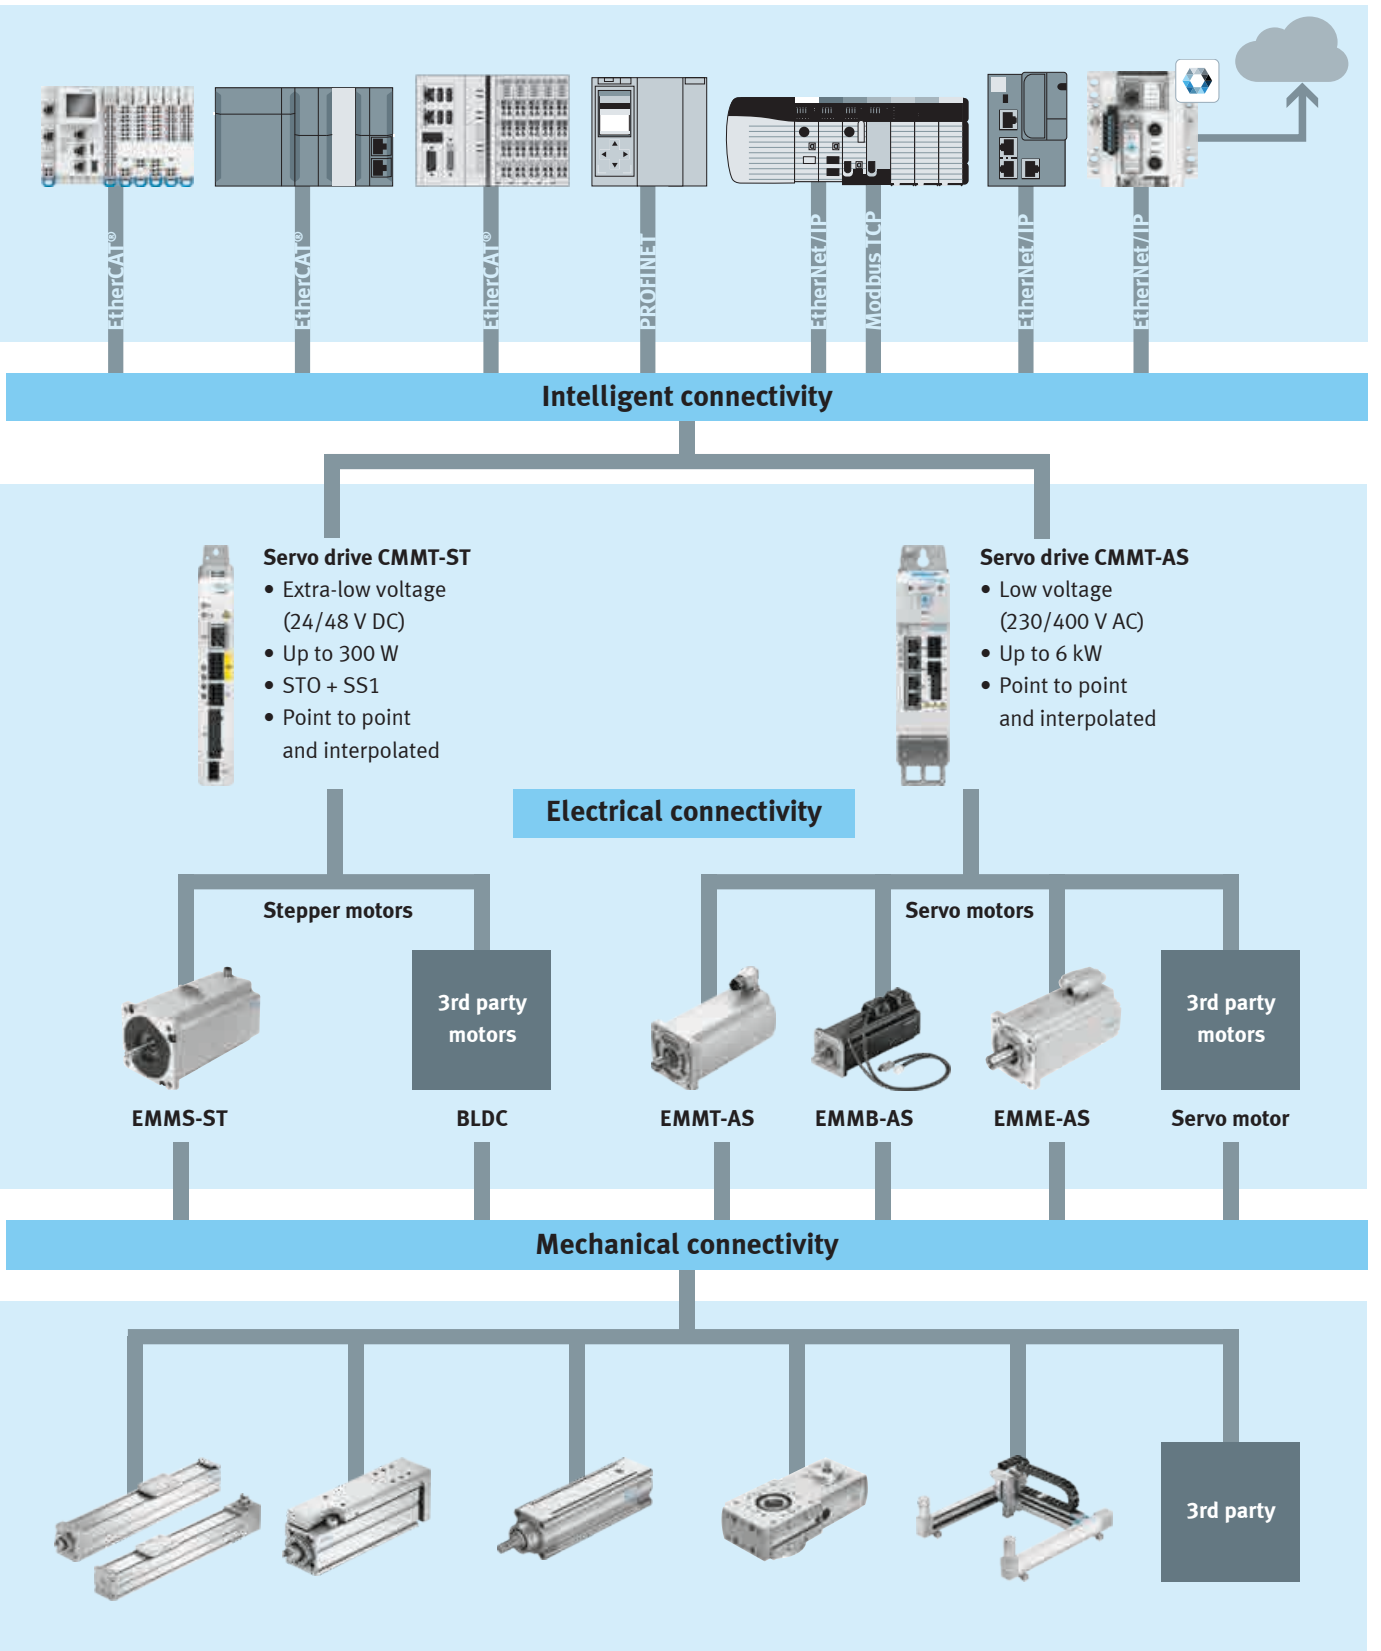 EtherCAT®
EtherCAT®
EtherCAT®
PROFINET
EtherNet/IP
Modbus TCP
EtherNet/IP
EtherNet/IP
Intelligent connectivity
Servo drive CMMT-ST
• Extra-low voltage
(24/48 V DC)
• Up to 300 W
• STO + SS1
• Point to point
and interpolated
Servo drive CMMT-AS
• Low voltage
(230/400 V AC)
• Up to 6 kW
• Point to point
and interpolated
Electrical connectivity
Stepper motors
Servo motors
3rd party
motors
3rd party
motors
EMMS-ST
BLDC
EMMT-AS
EMMB-AS
EMME-AS
Servo motor
Mechanical connectivity
3rd party